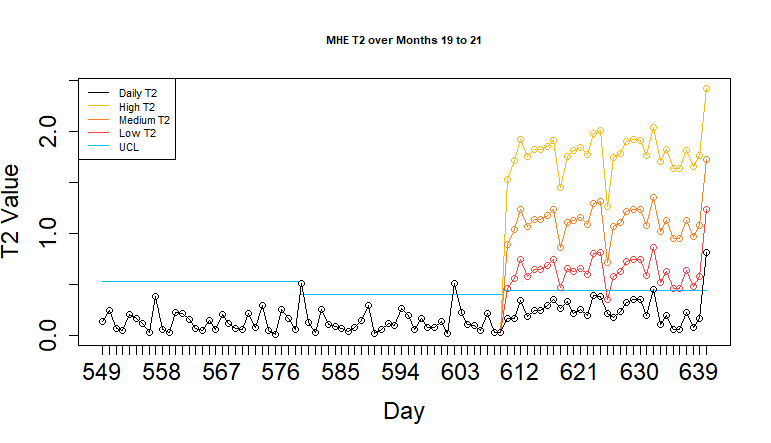 MHE T2 over Months 19 to 21
Daily T2
High T2
Medium T2
Low T2
UCL
T2 Value
2.0
1.0
0.0
549 558 567 576 585 594 603 612 621 630 639
Day